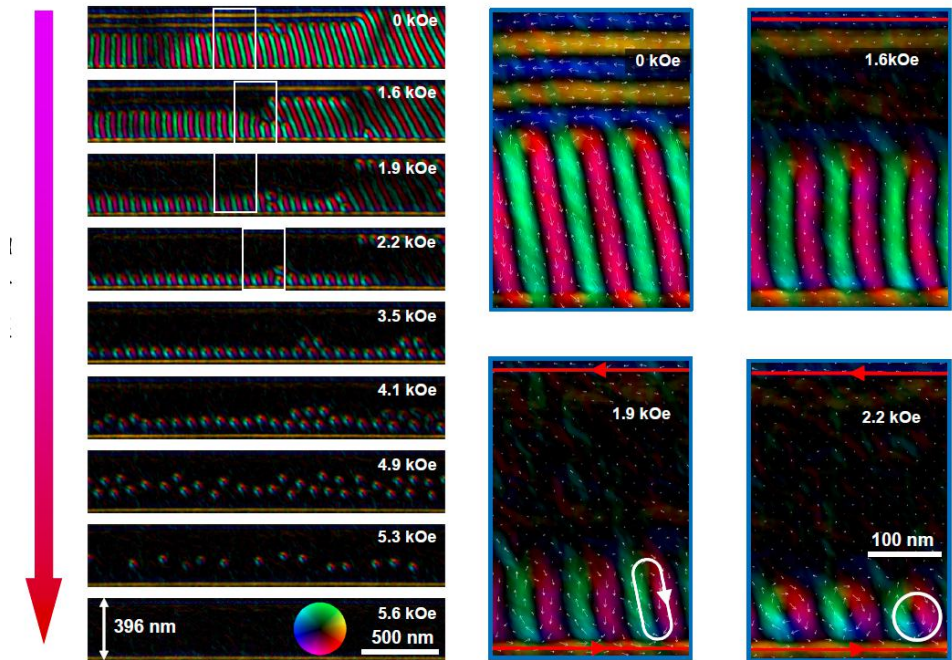 0 kOe
1.6 kOe
1.9 kOe
2.2 kOe
3.5 kOe
4.1 kOe
4.9 kOe
5.3 kOe
396 nm
5.6 kOe
500 nm
0 kOe
1.6kOe
1.9 kOe
2.2 kOe
100 nm